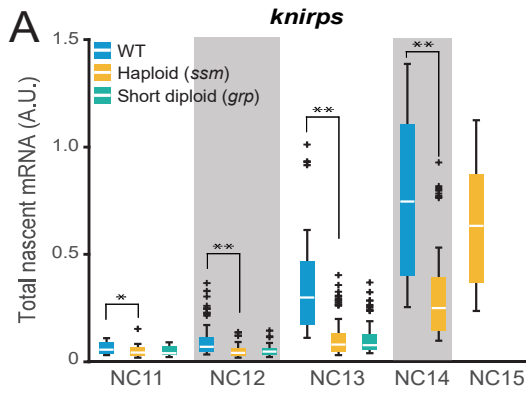 A
knirps
Total nascent mRNA (A.U.)
1.5
1.0
0.5
0
WT
Haploid (ssm)
Short diploid (grp)
*
**
**
**
NC11
NC12
NC13
NC14
NC15